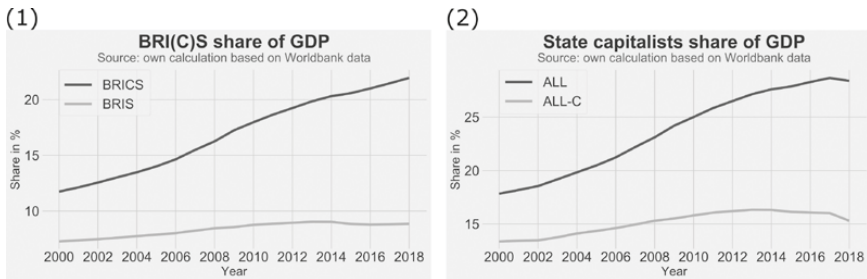 (1)
BRI(C)S share of GDP
Source: own calculation based on Worldbank data
BRICS
BRIS
20
15
10
Share in %
2000 2002 2004 2006 2008 2010 2012 2014 2016 2018
Year
(2)
State capitalists share of GDP
Source: own calculation based on Worldbank data
ALL
ALL-C
25
20
15
Share in %
2000 2002 2004 2006 2008 2010 2012 2014 2016 2018
Year